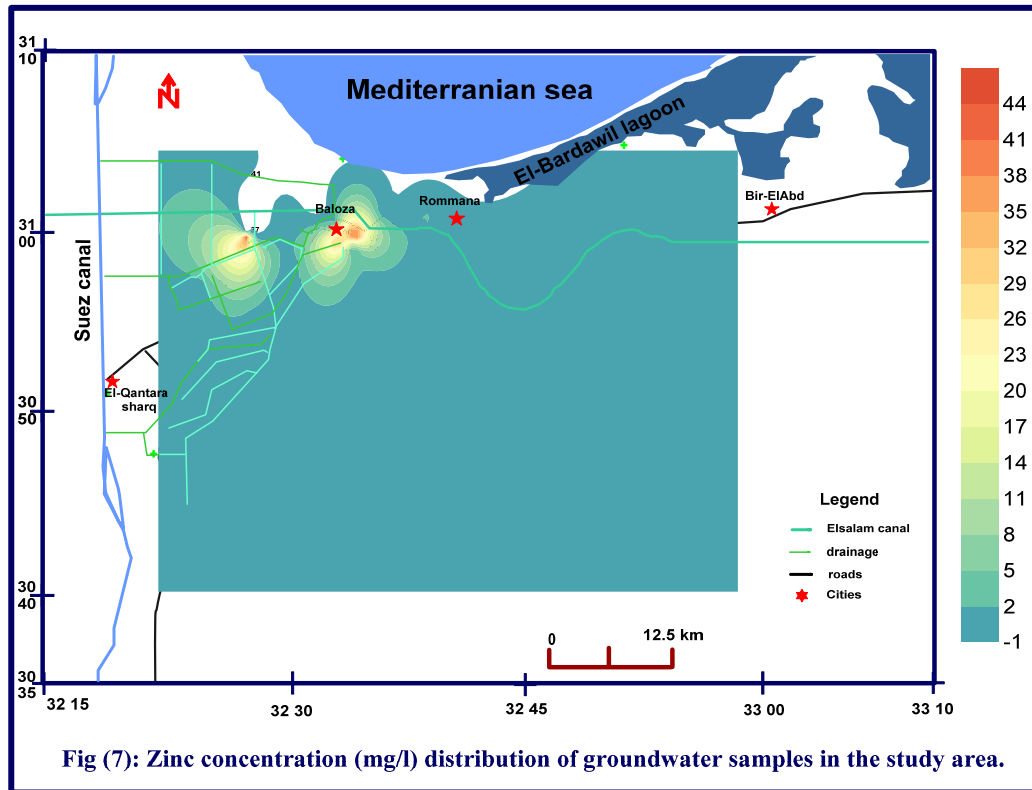 31
10
Mediterranian sea
N
El-Bardawil lagoon
41
Bir-ElAbd
Rommana
Baloza
31
00
Suez canal
El-Qantara
sharq
30
50
Legend
Elsalam canal
drainage
roads
Cities
30
40
0 12.5 km
30
35
32 15 32 30 32 45 33 00 33 10
44
41
38
35
32
29
26
23
20
17
14
11
8
5
2
-1
Fig (7): Zinc concentration (mg/l) distribution of groundwater samples in the study area.